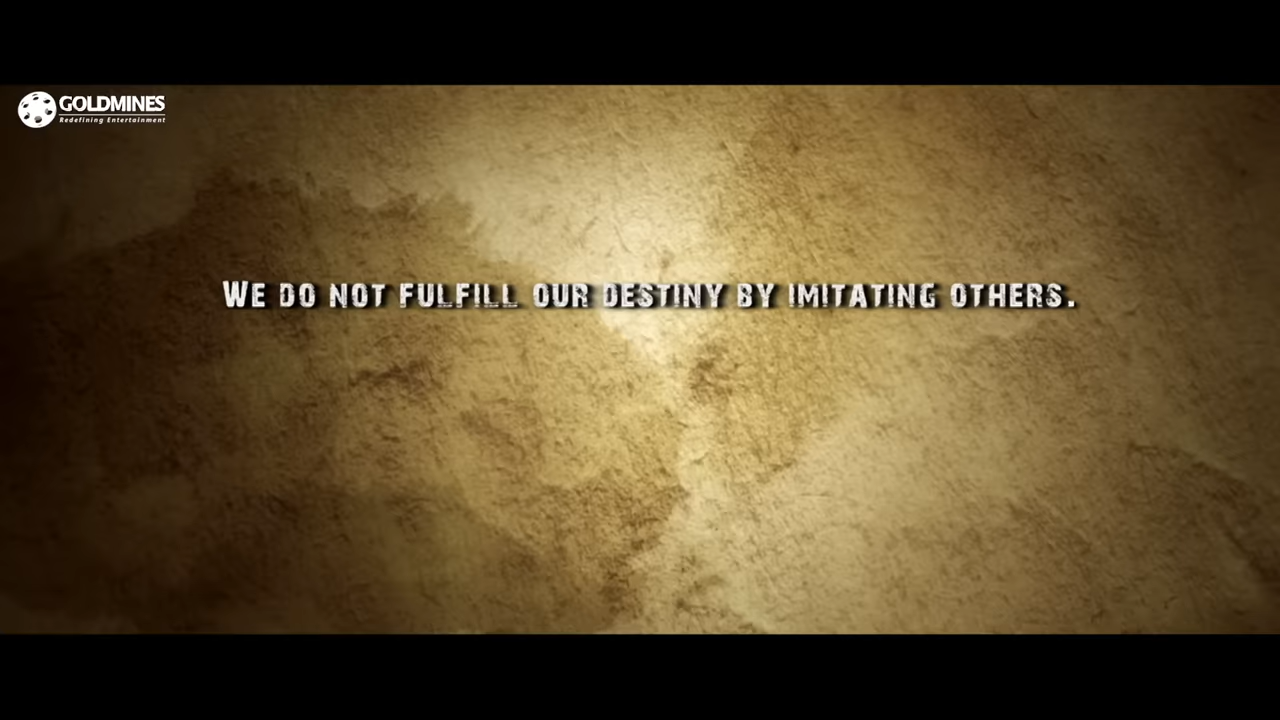 GOLDMINES
Redefining Entertainment
WE DO NOT FULFILL OUR DESTINY BY IMITATING OTHERS.